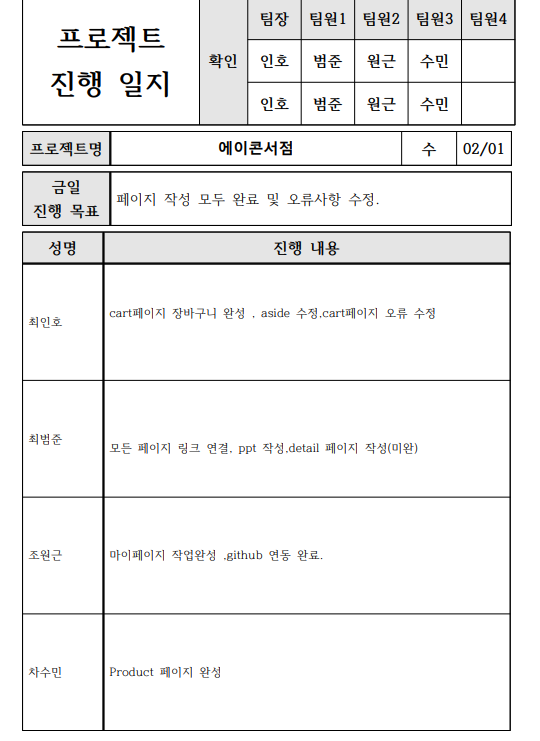 프로젝트
진행 일지
확인
팀장 팀원1 팀원2 팀원3 팀원4
인호 범준 원근 수민
인호 범준 원근 수민
프로젝트명 에이콘서점 수 02/01
금일
진행 목표
페이지 작성 모두 완료 및 오류사항 수정.
성명 진행 내용
최인호 cart페이지 장바구니 완성 , aside 수정,cart페이지 오류 수정
최범준 모든 페이지 링크 연결. ppt 작성,detail 페이지 작성(미완)
조원근 마이페이지 작업완성 ,github 연동 완료.
차수민 Product 페이지 완성